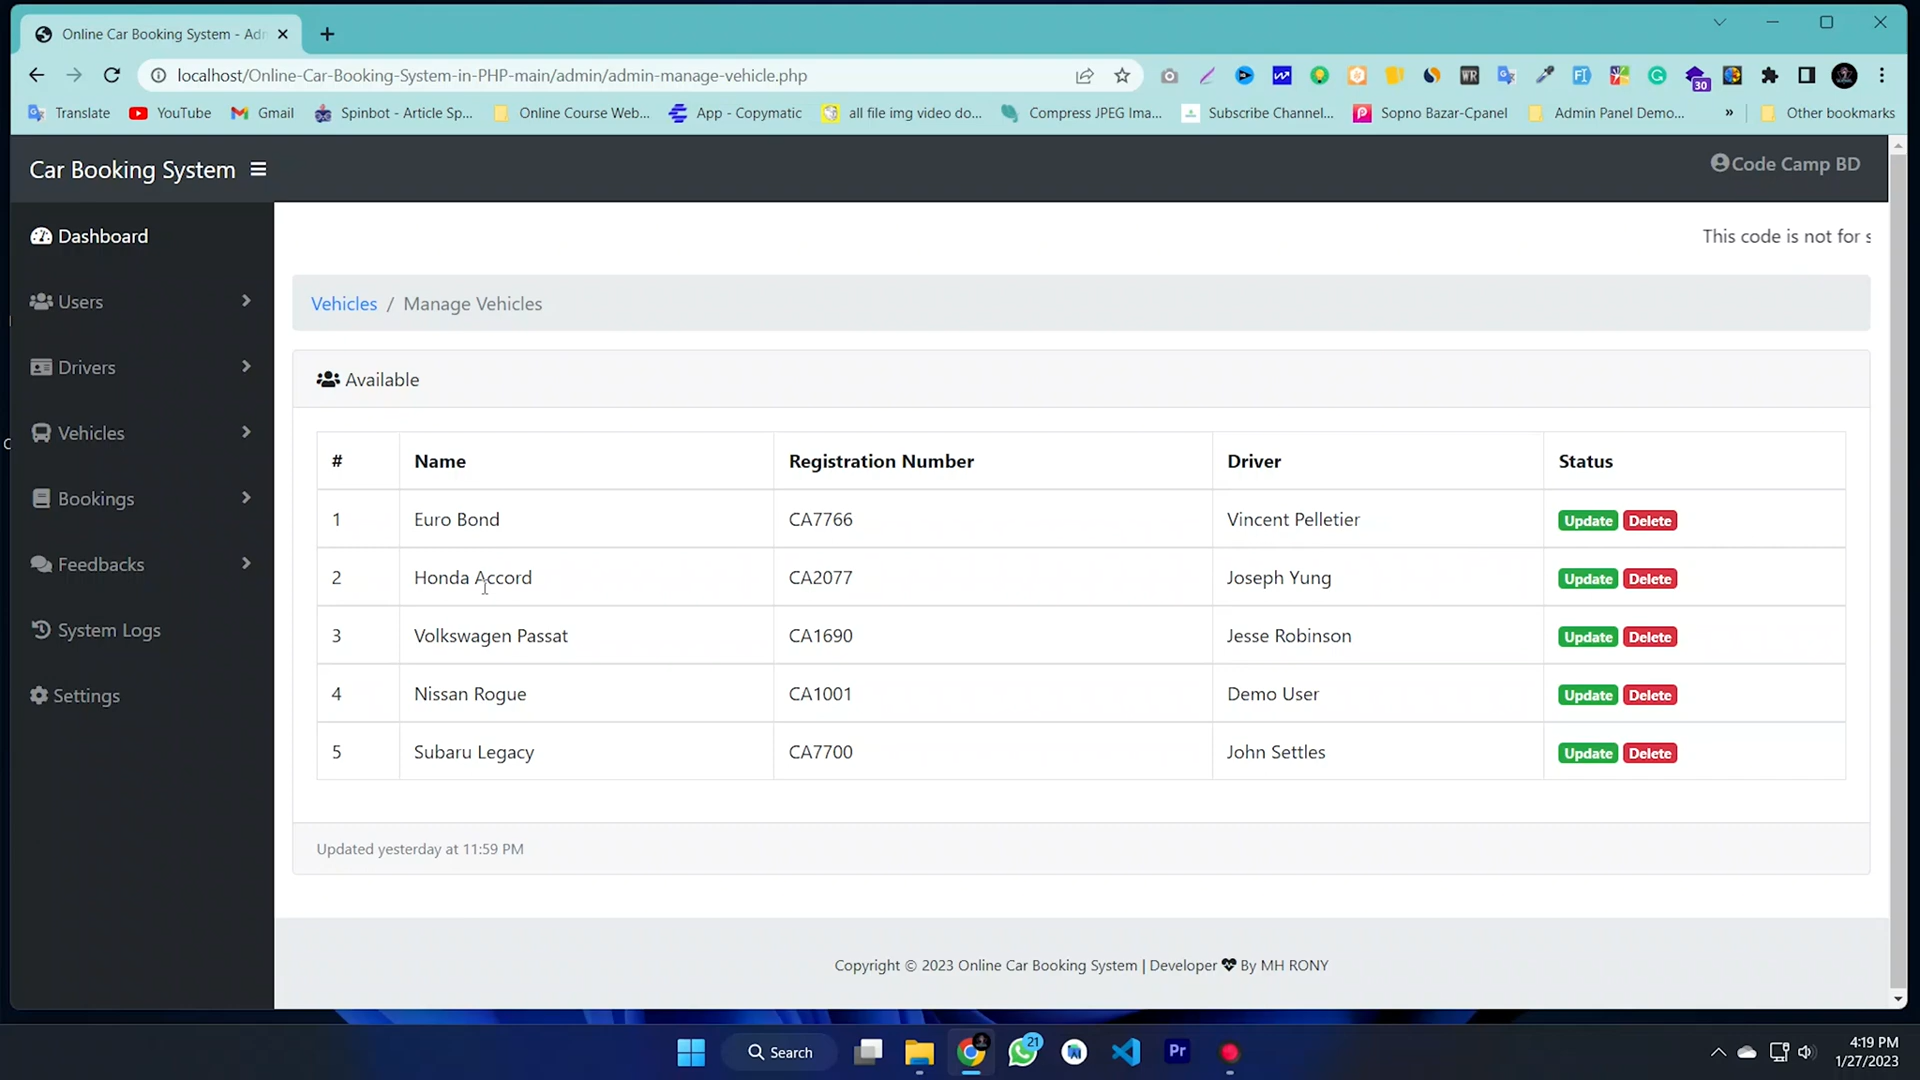 Online Car Booking System - Adn
localhost/Online-Car-Booking-System-in-PHP-main/admin/admin-manage-vehicle.php
30
Translate YouTube Gmail Spinbot - Article Sp... Online Course Web... App - Copymatic all file img video do... Compress JPEG Ima... Subscribe Channel... Sopno Bazar-Cpanel Admin Panel Demo... » Other bookmarks
Car Booking System
Code Camp BD
Dashboard
Users
Drivers
Vehicles
Bookings
Feedbacks
System Logs
Settings
This code is not for s
Vehicles / Manage Vehicles
Available
# Name Registration Number Driver Status
1 Euro Bond CA7766 Vincent Pelletier Update Delete
2 Honda Accord CA2077 Joseph Yung Update Delete
3 Volkswagen Passat CA1690 Jesse Robinson Update Delete
4 Nissan Rogue CA1001 Demo User Update Delete
5 Subaru Legacy CA7700 John Settles Update Delete
Updated yesterday at 11:59 PM
Copyright © 2023 Online Car Booking System | Developer By MH RONY
Search
21
Pr
4:19 PM
1/27/2023